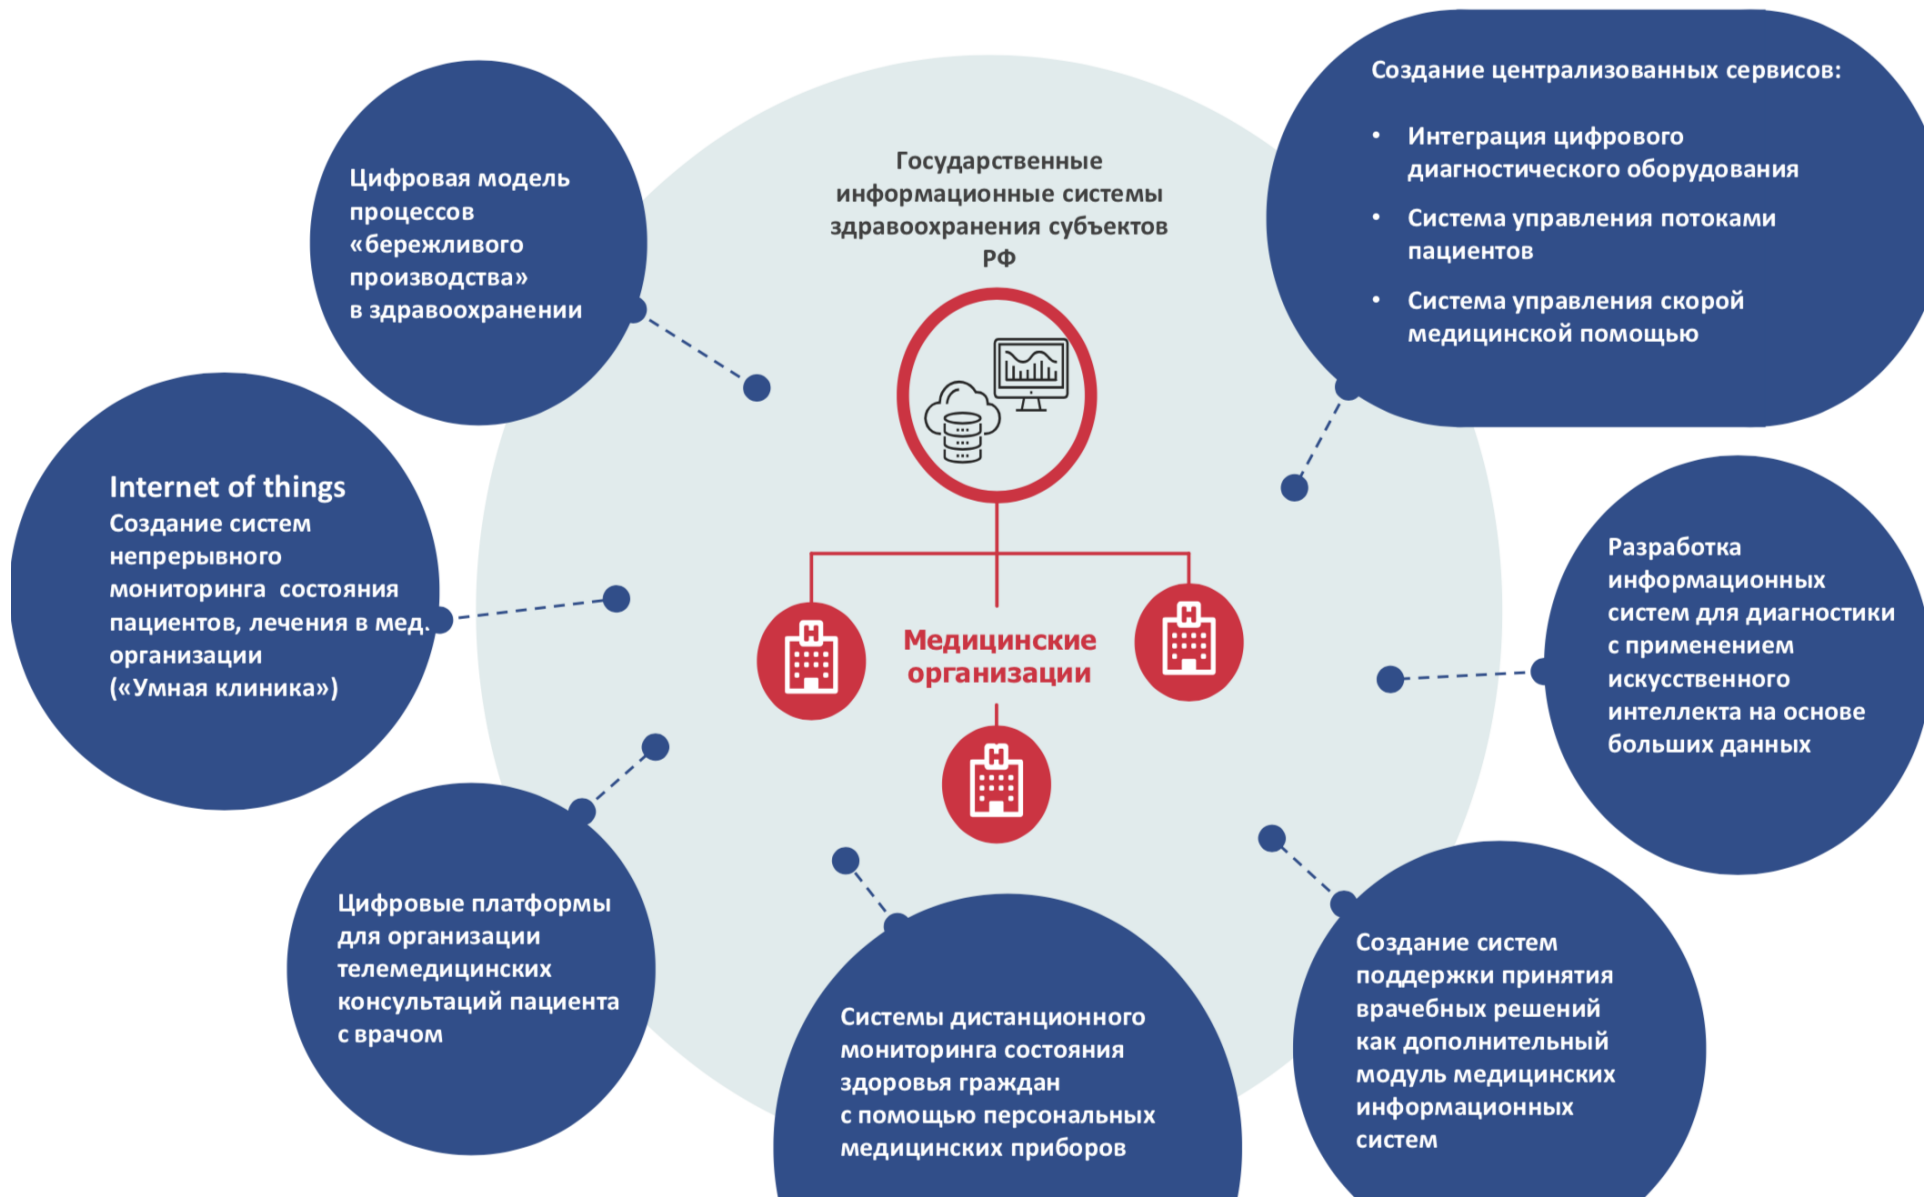 Государственные
информационные системы
здравоохранения субъектов
РФ
Медицинские
организации
H
H
H
Цифровая модель
процессов
«бережливого
производства»
в здравоохранении
Internet of things
Создание систем
непрерывного
мониторинга состояния
пациентов, лечения в мед.
организации
(«Умная клиника»)
Цифровые платформы
для организации
телемедицинских
консультаций пациента
с врачом
Системы дистанционного
мониторинга состояния
здоровья граждан
с помощью персональных
медицинских приборов
Создание систем
поддержки принятия
врачебных решений
как дополнительный
модуль медицинских
информационных
систем
Разработка
информационных
систем для диагностики
с применением
искусственного
интеллекта на основе
больших данных
Создание централизованных сервисов:
• Интеграция цифрового
диагностического оборудования
• Система управления потоками
пациентов
• Система управления скорой
медицинской помощью